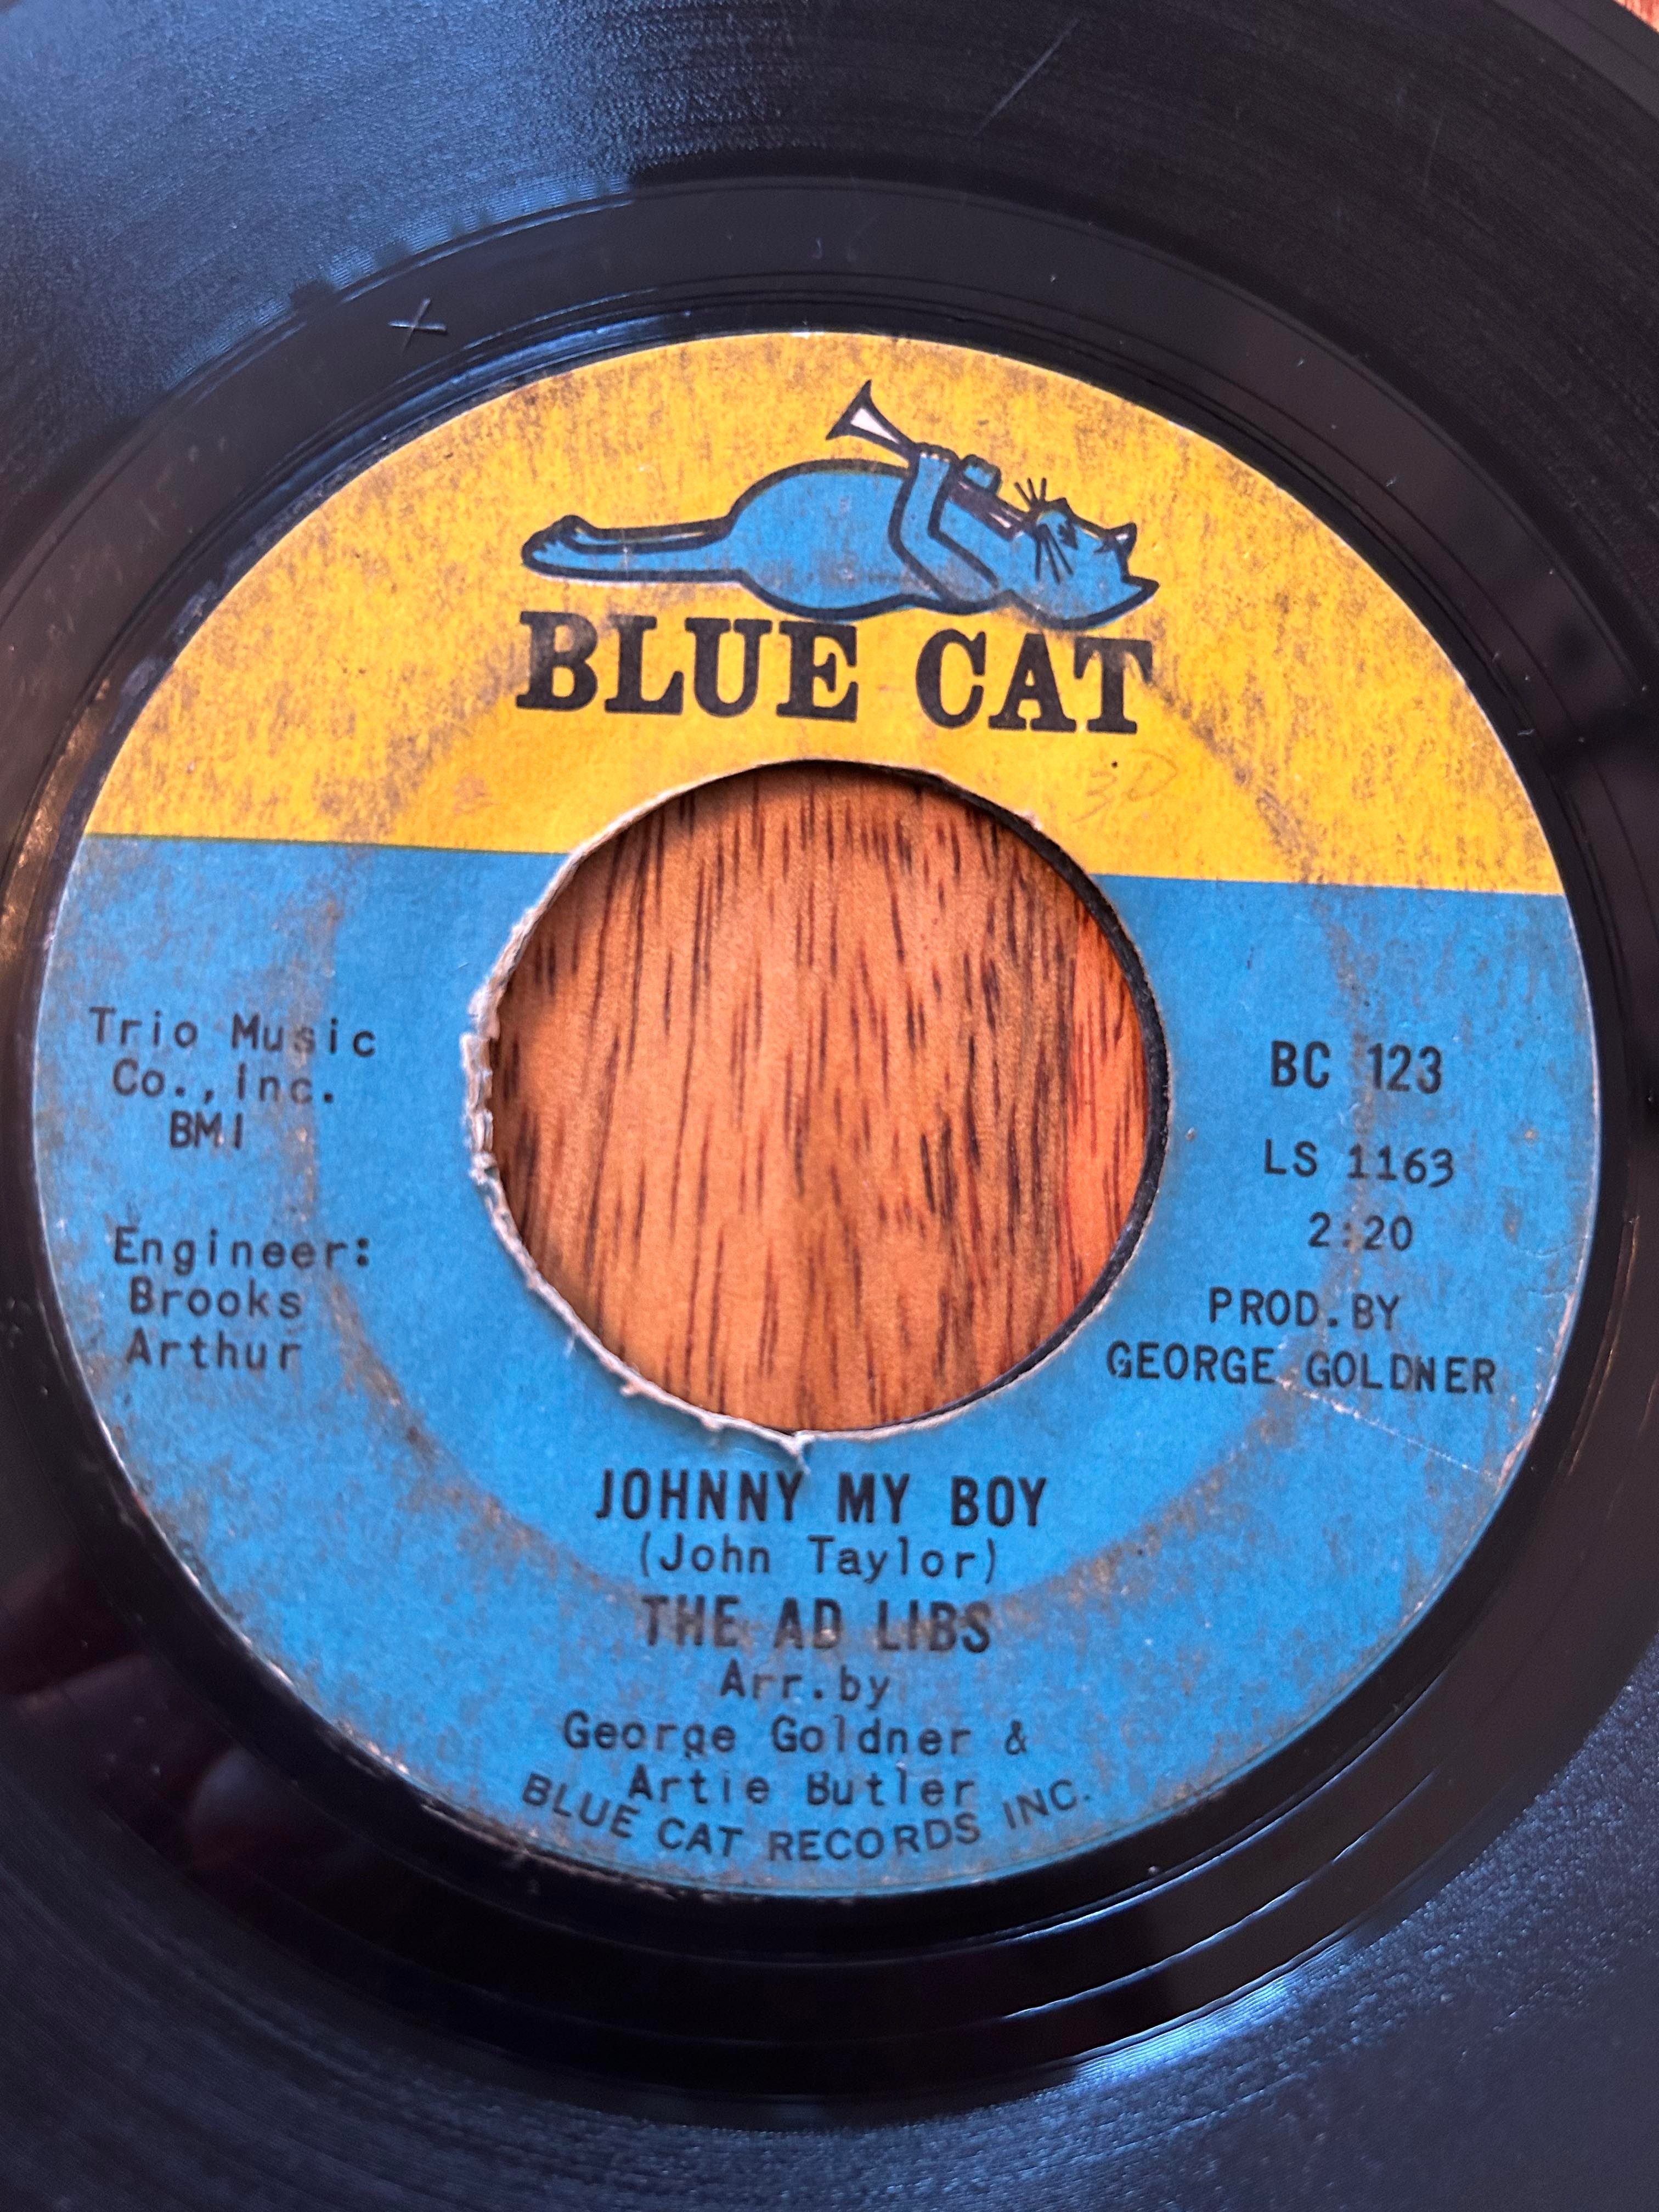 BLUE CAT
Trio Music
Co., Inc.
BMI
Engineer:
Brooks
Arthur
BC 123
LS 1163
2:20
PROD. BY
GEORGE GOLDNER
JOHNNY MY BOY
(John Taylor)
THE AD LIBS
Arr. by
George Goldner &
Artie Butler
BLUE CAT RECORDS INC.